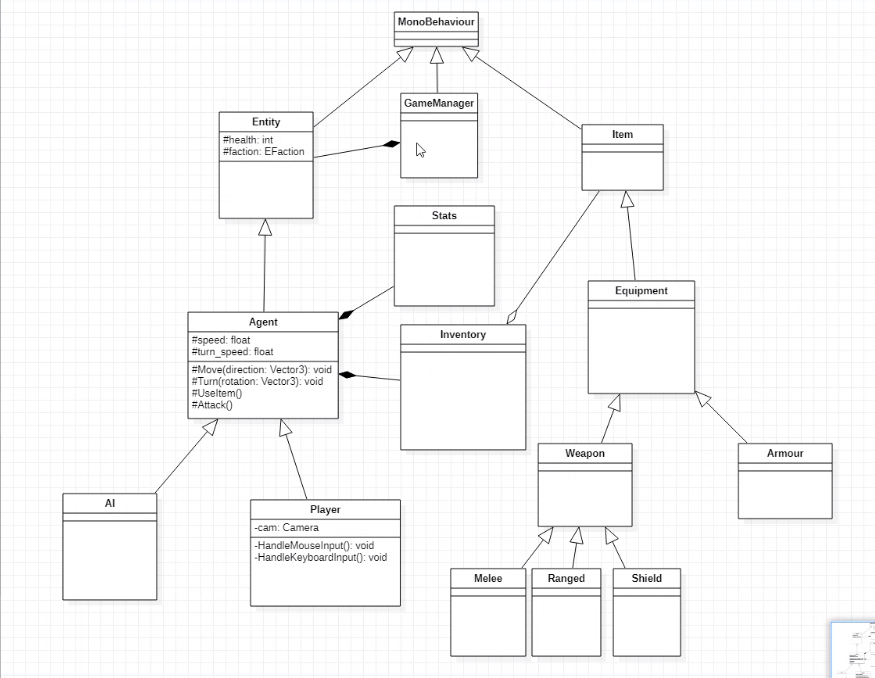 MonoBehaviour
GameManager
Entity
#health: int
#faction: EFaction
Item
Stats
Equipment
Agent
#speed: float
#turn_speed: float
#Move(direction: Vector3): void
#Turn(rotation: Vector3): void
#UseItem()
#Attack()
Inventory
Weapon
Armour
AI
Player
-cam: Camera
-HandleMouseInput(): void
-HandleKeyboardInput(): void
Melee
Ranged
Shield